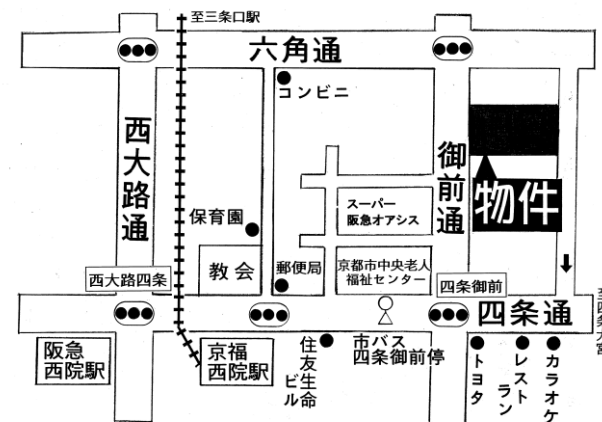 至三条口駅
六角通
コンビニ
西大路通
御前通
スーパー
阪急オアシス
物件
保育園
教会
郵便局
京都市中央老人
福祉センター
西大路四条
四条御前
四条通
至四条大宮
阪急
西院駅
京福
西院駅
住友生命
ビル
市バス
四条御前停
トヨタ
レスト
ラン
カラオケ